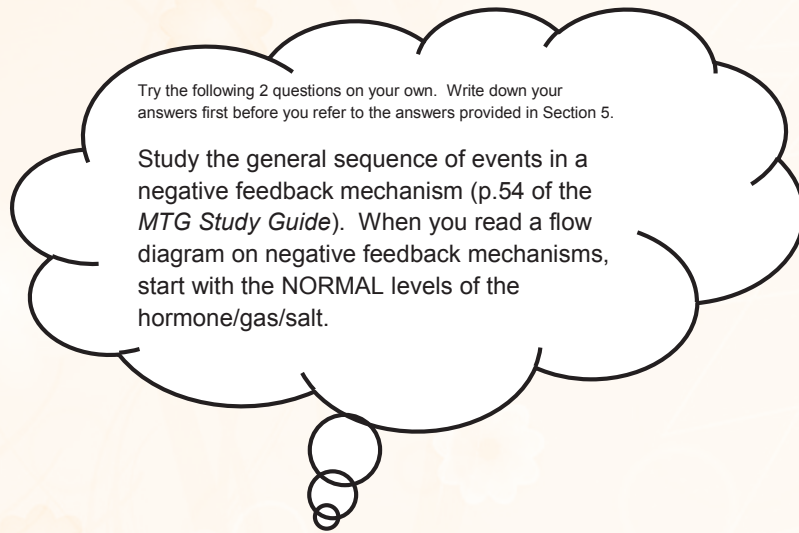 Try the following 2 questions on your own. Write down your
answers first before you refer to the answers provided in Section 5.
Study the general sequence of events in a
negative feedback mechanism (p.54 of the
MTG Study Guide). When you read a flow
diagram on negative feedback mechanisms,
start with the NORMAL levels of the
hormone/gas/salt.